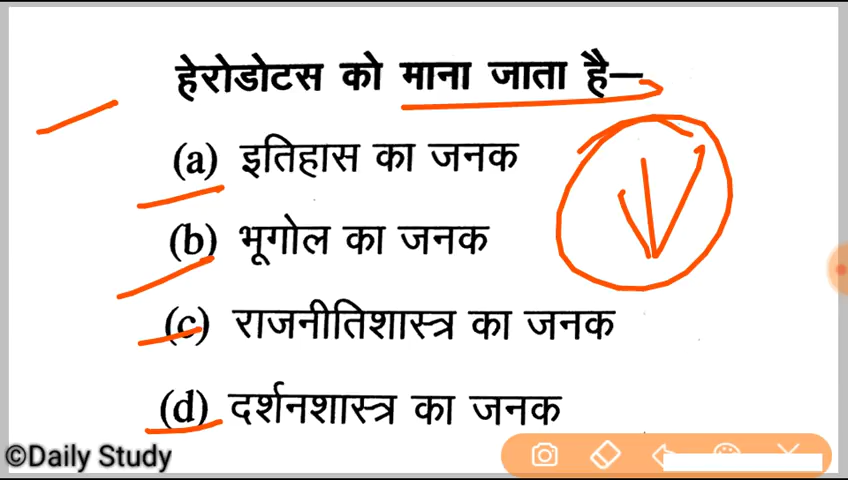 हेरोडोटस को माना जाता है—
(a) इतिहास का जनक
(b) भूगोल का जनक
(c) राजनीतिशास्त्र का जनक
(d) दर्शनशास्त्र का जनक
©Daily Study